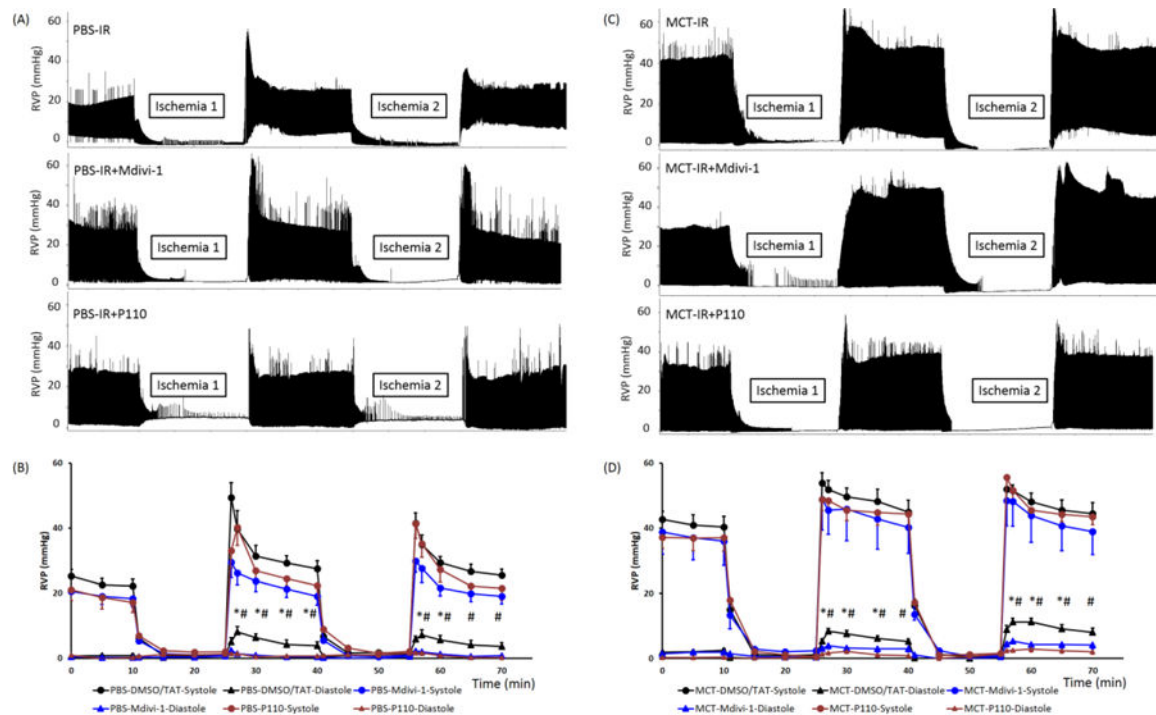 (A)
PBS-IR
RVP (mmHg)
60
40
20
0
Ischemia 1
Ischemia 2
PBS-IR+Mdivi-1
RVP (mmHg)
60
40
20
0
Ischemia 1
Ischemia 2
PBS-IR+P110
RVP (mmHg)
60
40
20
0
Ischemia 1
Ischemia 2
(C)
MCT-IR
RVP (mmHg)
60
40
20
0
Ischemia 1
Ischemia 2
MCT-IR+Mdivi-1
RVP (mmHg)
60
40
20
0
Ischemia 1
Ischemia 2
MCT-IR+P110
RVP (mmHg)
60
40
20
0
Ischemia 1
Ischemia 2
(B)
RVP (mmHg)
60
40
20
0
*# *# *# *# *# *# # #
0 10 20 30 40 50 60 70 Time (min)
PBS-DMSO/TAT-Systole PBS-DMSO/TAT-Diastole PBS-Mdivi-1-Systole
PBS-Mdivi-1-Diastole PBS-P110-Systole PBS-P110-Diastole
(D)
RVP (mmHg)
60
40
20
0
*# *# *# # *# *# *# #
0 10 20 30 40 50 60 70 Time (min)
MCT-DMSO/TAT-Systole MCT-DMSO/TAT-Diastole MCT-Mdivi-1-Systole
MCT-Mdivi-1-Diastole MCT-P110-Systole MCT-P110-Diastole